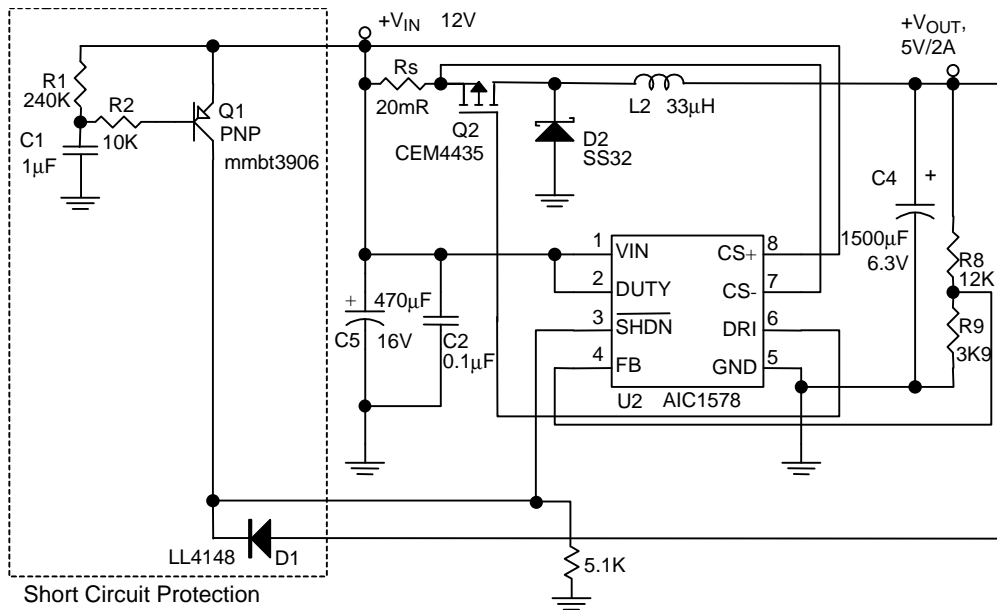 +VIN 12V
+VOUT,
5V/2A
R1
240K
R2
10K
C1
1μF
Q1
PNP
mmbt3906
Rs
20mR
Q2
CEM4435
L2 33μH
D2
SS32
C4
+
1500μF
6.3V
R8
12K
R9
3K9
1 VIN CS+ 8
2 DUTY CS- 7
3 SHDN DRI 6
4 FB GND 5
U2 AIC1578
+ 470μF
C5 16V
C2
0.1μF
LL4148 D1
5.1K
Short Circuit Protection